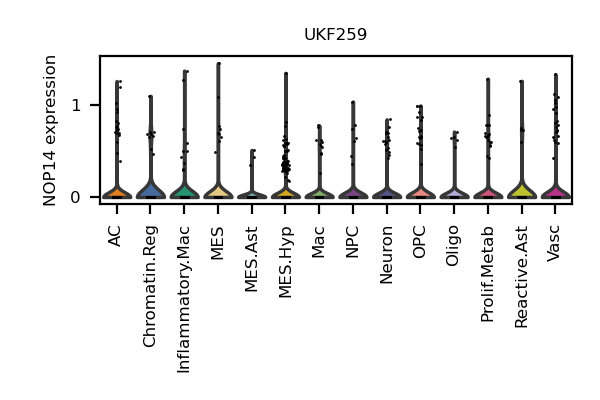 UKF259
NOP14 expression
1
0
AC
Chromatin.Reg
Inflammatory.Mac
MES
MES.Ast
MES.Hyp
Mac
NPC
Neuron
OPC
Oligo
Prolif.Metab
Reactive.Ast
Vasc